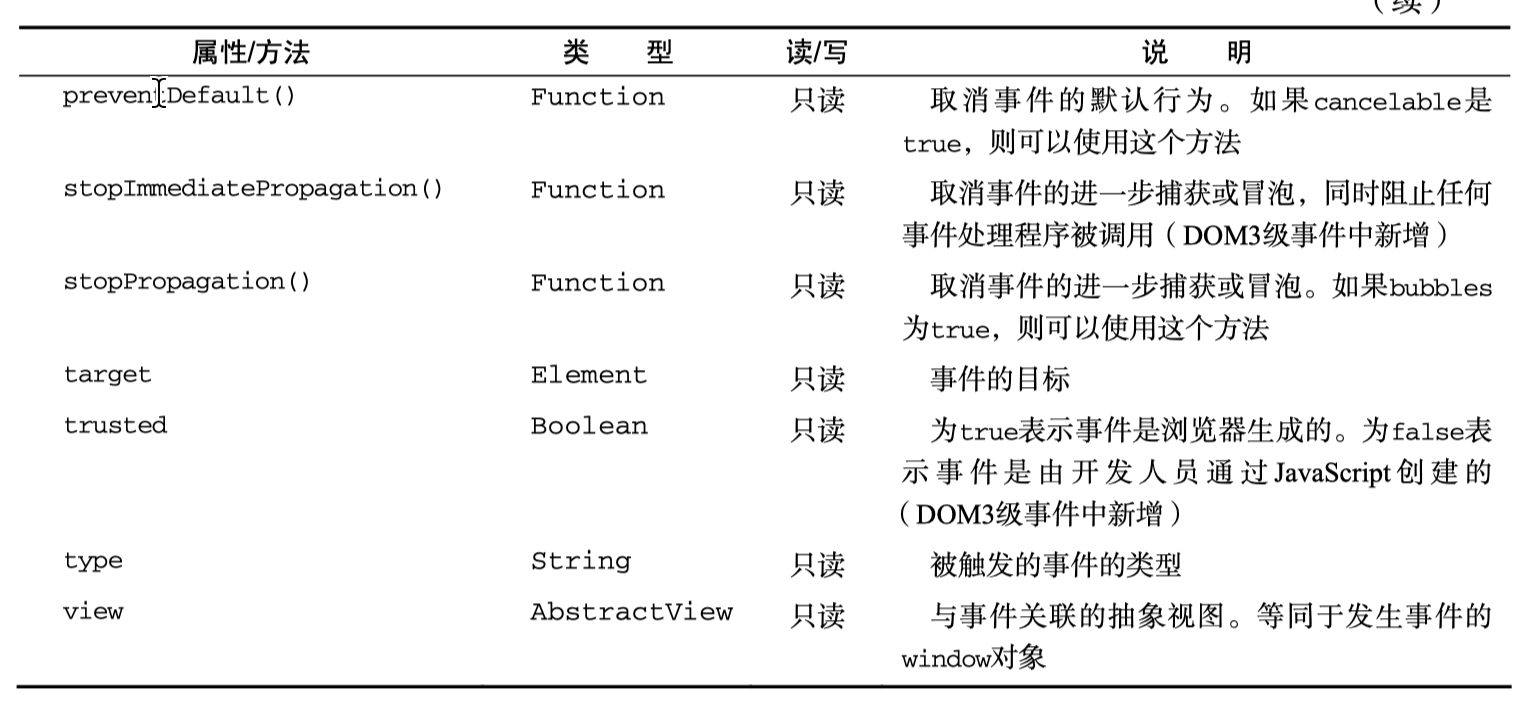 （续）
属性/方法 类 型 读/写 说 明
preventDefault() Function 只读 取消事件的默认行为。如果cancelable是
true，则可以使用这个方法
stopImmediatePropagation() Function 只读 取消事件的进一步捕获或冒泡，同时阻止任何
事件处理程序被调用（DOM3级事件中新增）
stopPropagation() Function 只读 取消事件的进一步捕获或冒泡。如果bubbles
为true，则可以使用这个方法
target Element 只读 事件的目标
trusted Boolean 只读 为true表示事件是浏览器生成的。为false表
示事件是由开发人员通过JavaScript创建的
（DOM3级事件中新增）
type String 只读 被触发的事件的类型
view AbstractView 只读 与事件关联的抽象视图。等同于发生事件的
window对象